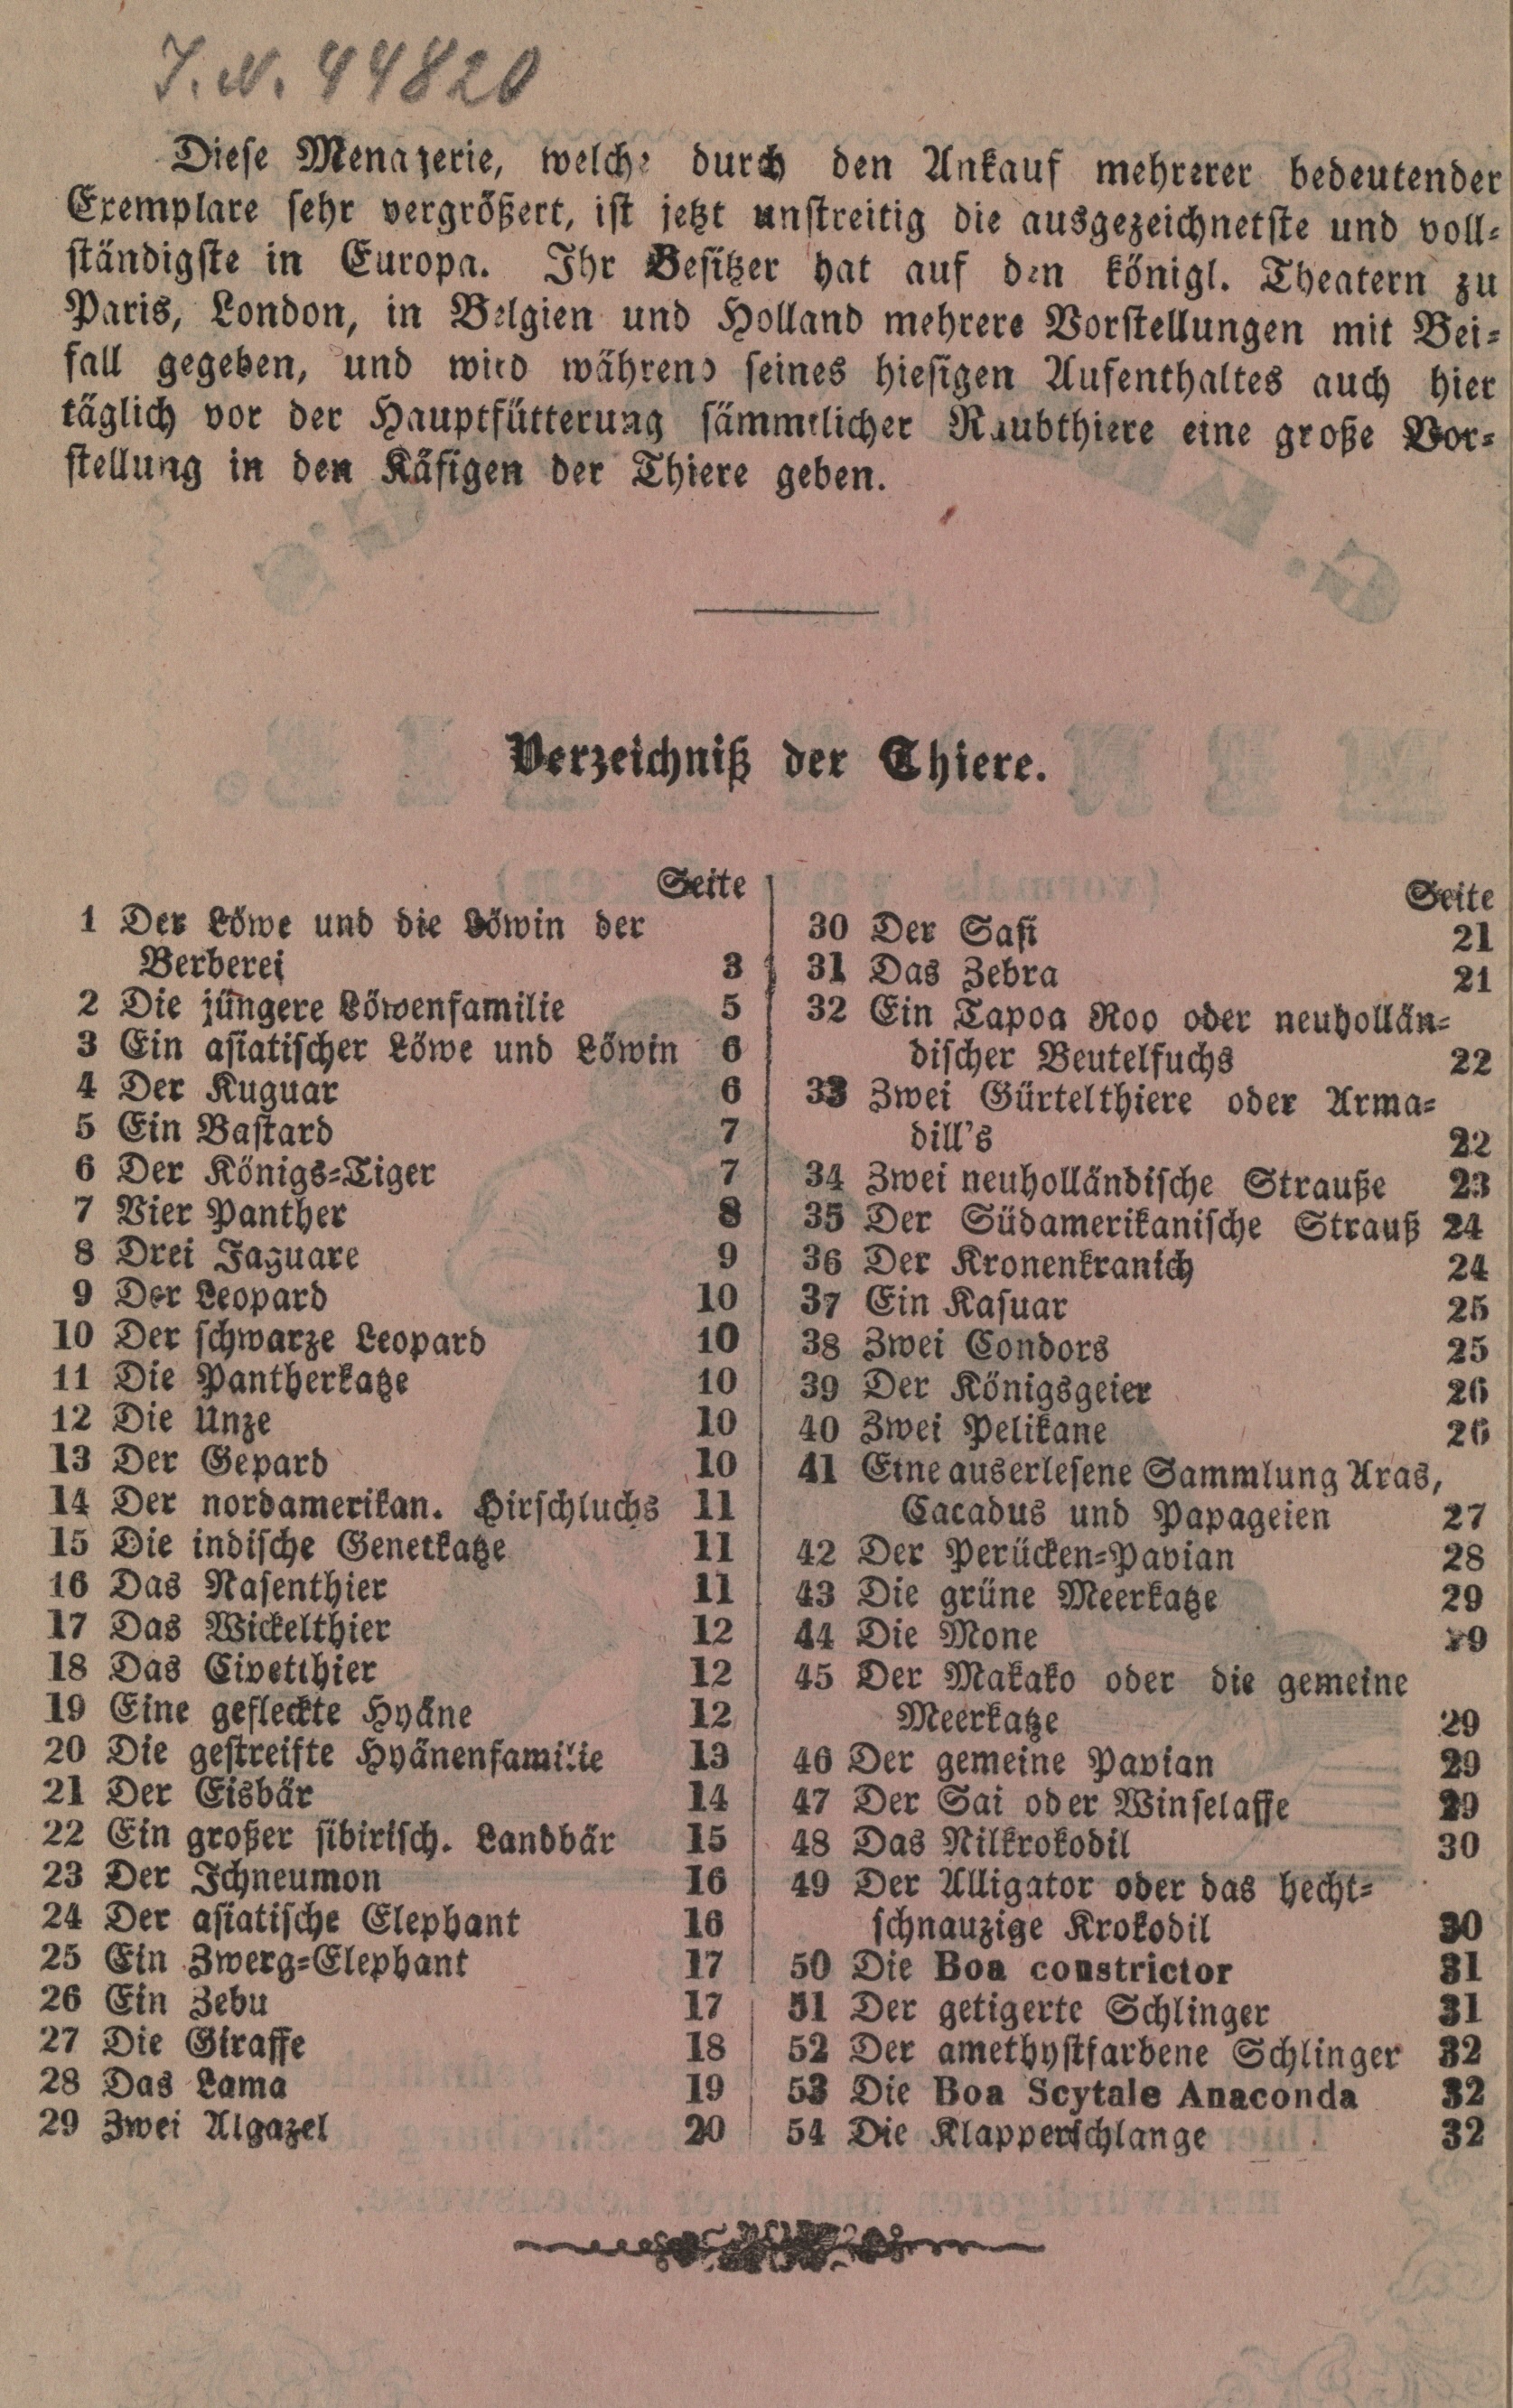 J. N. 44820
Diese Menagerie, welche durch den Ankauf mehrerer bedeutender
Exemplare sehr vergrößert, ist jetzt unstreitig die ausgezeichnetste und voll-
ständigste in Europa. Ihr Besitzer hat auf den königl. Theatern zu
Paris, London, in Belgien und Holland mehrere Vorstellungen mit Bei-
fall gegeben, und wird während seines hiesigen Aufenthaltes auch hier
täglich vor der Hauptfütterung sämmtlicher Raubthiere eine große Vor-
stellung in den Käfigen der Thiere geben.
Verzeichniß der Thiere.
Seite
1 Der Löwe und die Löwin der
Berberei 3
2 Die jüngere Löwenfamilie 5
3 Ein asiatischer Löwe und Löwin 6
4 Der Kuguar 6
5 Ein Bastard 7
6 Der Königs-Tiger 7
7 Vier Panther 8
8 Drei Jaguare 9
9 Der Leopard 10
10 Der schwarze Leopard 10
11 Die Pantherkatze 10
12 Die Unze 10
13 Der Gepard 10
14 Der nordamerikan. Hirschluchs 11
15 Die indische Genetkatze 11
16 Das Nasenthier 11
17 Das Wickelthier 12
18 Das Civetthier 12
19 Eine gefleckte Hyäne 12
20 Die gestreifte Hyänenfamilie 13
21 Der Eisbär 14
22 Ein großer sibirisch. Landbär 15
23 Der Ichneumon 16
24 Der asiatische Elephant 16
25 Ein Zwerg-Elephant 17
26 Ein Zebu 17
27 Die Giraffe 18
28 Das Lama 19
29 Zwei Algazel 20
Seite
30 Der Sasi 21
31 Das Zebra 21
32 Ein Tapoa Roo oder neuhollän-
discher Beutelfuchs 22
33 Zwei Gürtelthiere oder Arma-
dill's 22
34 Zwei neuholländische Strauße 23
35 Der Südamerikanische Strauß 24
36 Der Kronenkranich 24
37 Ein Kasuar 25
38 Zwei Condors 25
39 Der Königsgeier 26
40 Zwei Pelikane 26
41 Eine auserlesene Sammlung Aras,
Cacadus und Papageien 27
42 Der Perücken-Pavian 28
43 Die grüne Meerkatze 29
44 Die Mone 29
45 Der Makako oder die gemeine
Meerkatze 29
46 Der gemeine Pavian 29
47 Der Sai oder Winselaffe 29
48 Das Nilkrokodil 30
49 Der Alligator oder das hecht-
schnauzige Krokodil 30
50 Die Boa constrictor 31
51 Der getigerte Schlinger 31
52 Der amethystfarbene Schlinger 32
53 Die Boa Scytale Anaconda 32
54 Die Klapperschlange 32